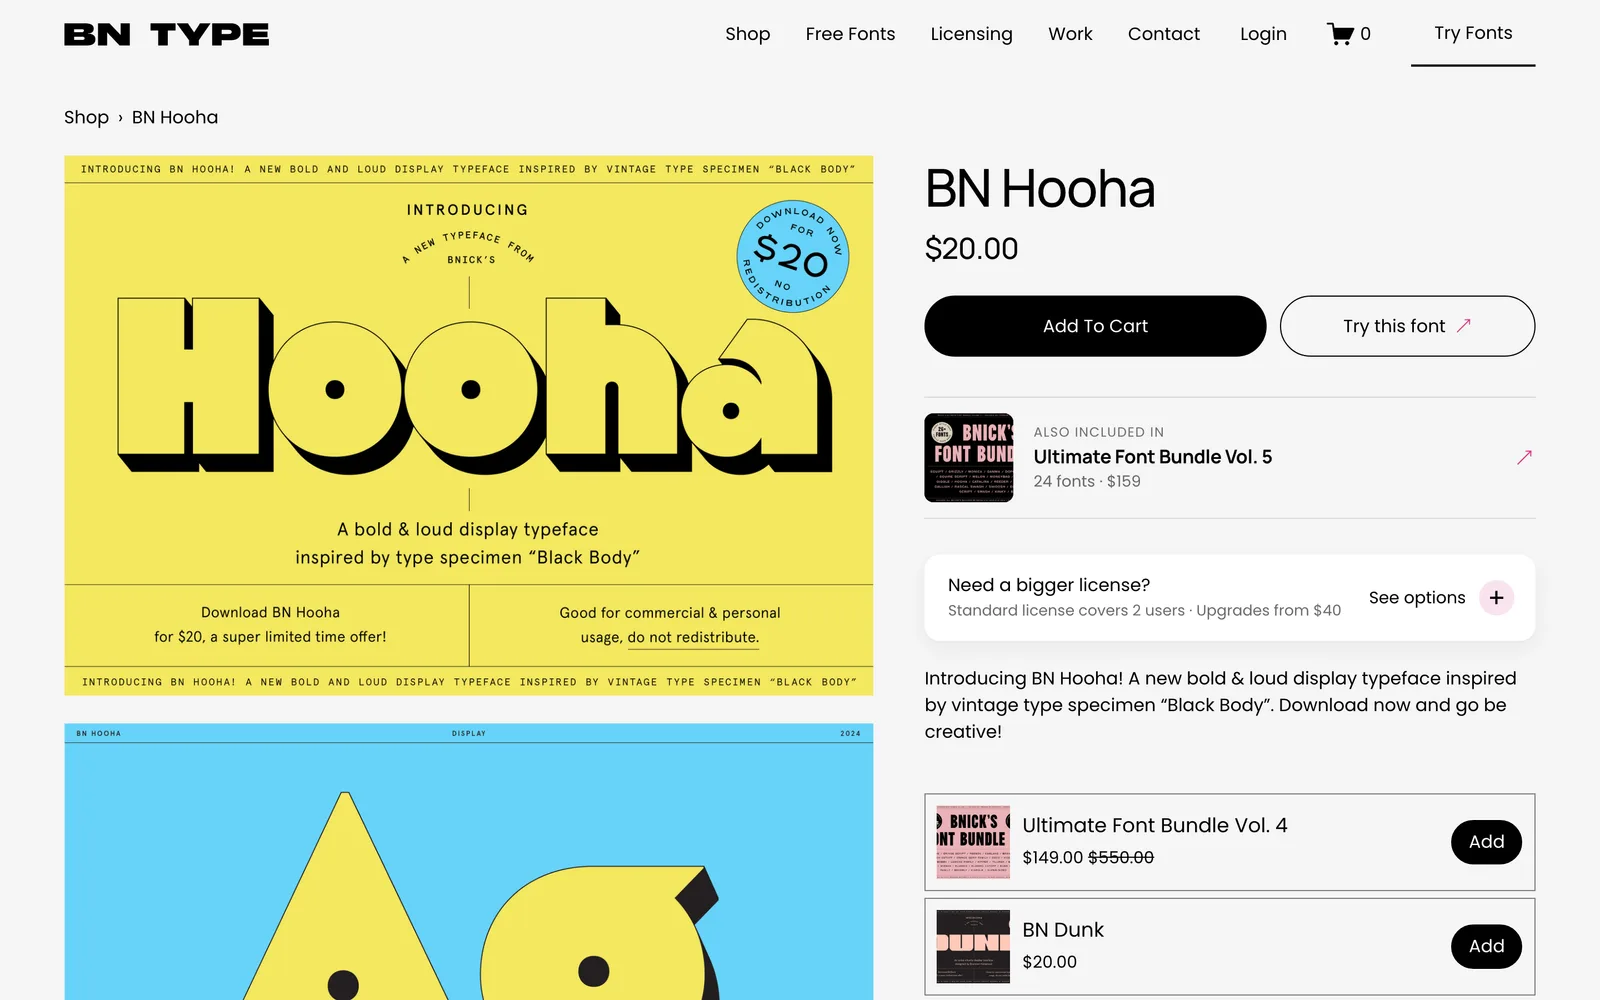 BN TYPE
Shop
Free Fonts
Licensing
Work
Contact
Login
0
Try Fonts
Shop › BN Hooha
INTRODUCING BN HOOHA! A NEW BOLD AND LOUD DISPLAY TYPEFACE INSPIRED BY VINTAGE TYPE SPECIMEN “BLACK BODY”
INTRODUCING
A NEW TYPEFACE FROM
BNICK'S
DOWNLOAD NOW
FOR
$20
NO
REDISTRIBUTION
Hooha
A bold & loud display typeface
inspired by type specimen “Black Body”
Download BN Hooha
for $20, a super limited time offer!
Good for commercial & personal
usage, do not redistribute.
INTRODUCING BN HOOHA! A NEW BOLD AND LOUD DISPLAY TYPEFACE INSPIRED BY VINTAGE TYPE SPECIMEN “BLACK BODY”
BN HOOHA
DISPLAY
2024
BN Hooha
$20.00
Add To Cart
Try this font
BNICK'S
FONT BUND
ALSO INCLUDED IN
Ultimate Font Bundle Vol. 5
24 fonts · $159
Need a bigger license?
Standard license covers 2 users · Upgrades from $40
See options
Introducing BN Hooha! A new bold & loud display typeface inspired
by vintage type specimen “Black Body”. Download now and go be
creative!
BNICK'S
ONT BUNDLE
Ultimate Font Bundle Vol. 4
$149.00 $550.00
Add
BN Dunk
$20.00
Add